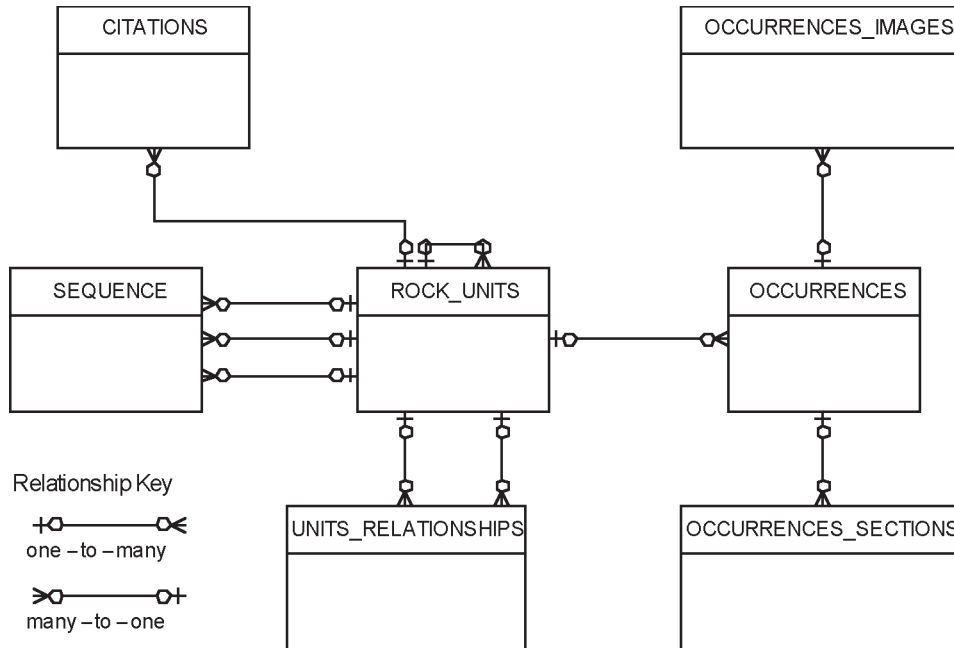 CITATIONS
OCCURRENCES_IMAGES
SEQUENCE
ROCK_UNITS
OCCURRENCES
Relationship Key
one –to –many
many –to – one
UNITS_RELATIONSHIPS
OCCURRENCES_SECTIONS